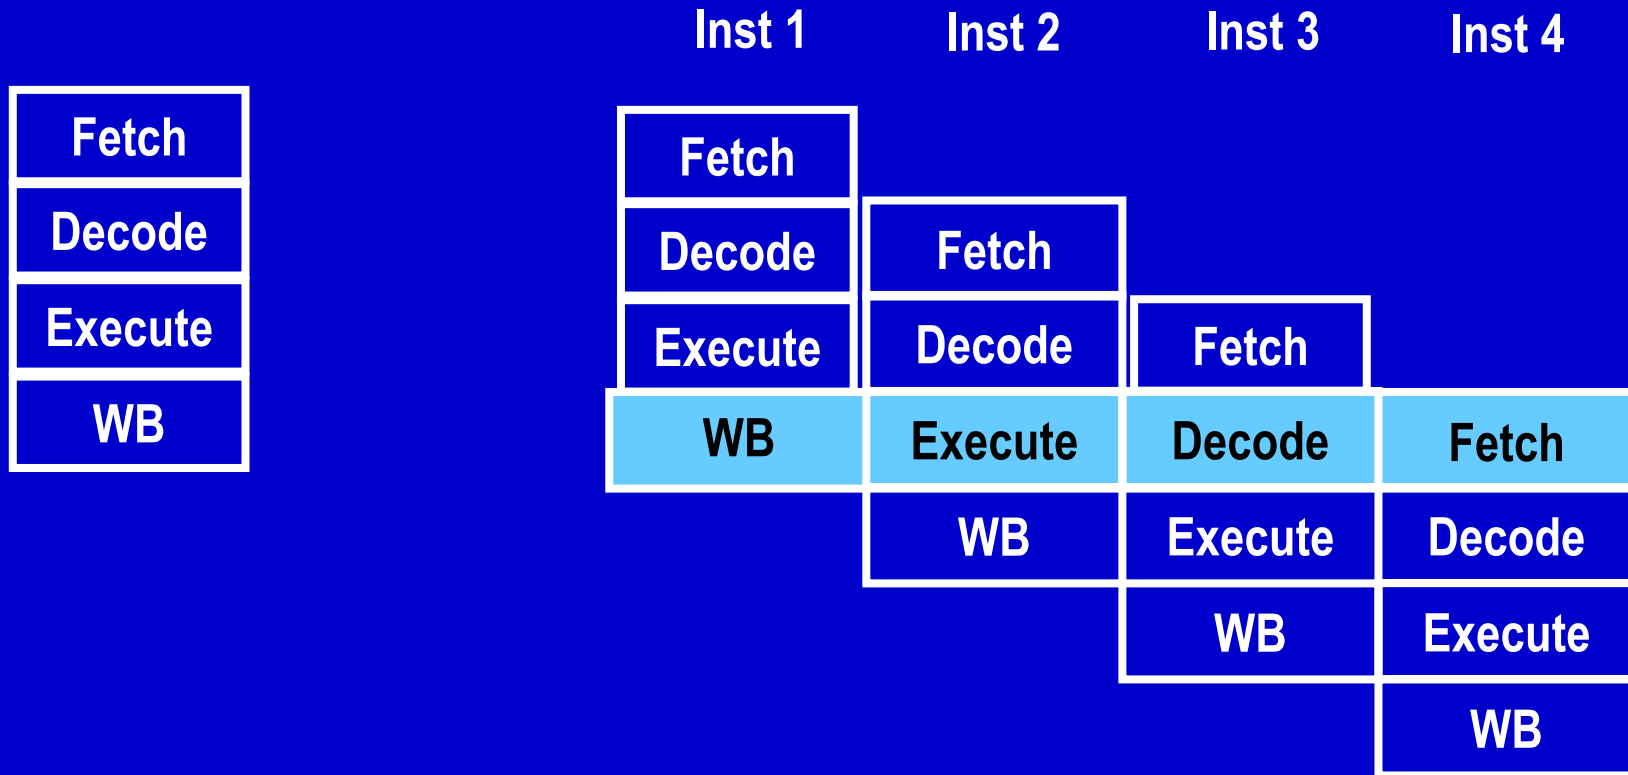 Inst 1 Inst 2 Inst 3 Inst 4
Fetch
Decode
Execute
WB
Fetch
Decode Fetch
Execute Decode Fetch
WB Execute Decode Fetch
WB Execute Decode
WB Execute
WB